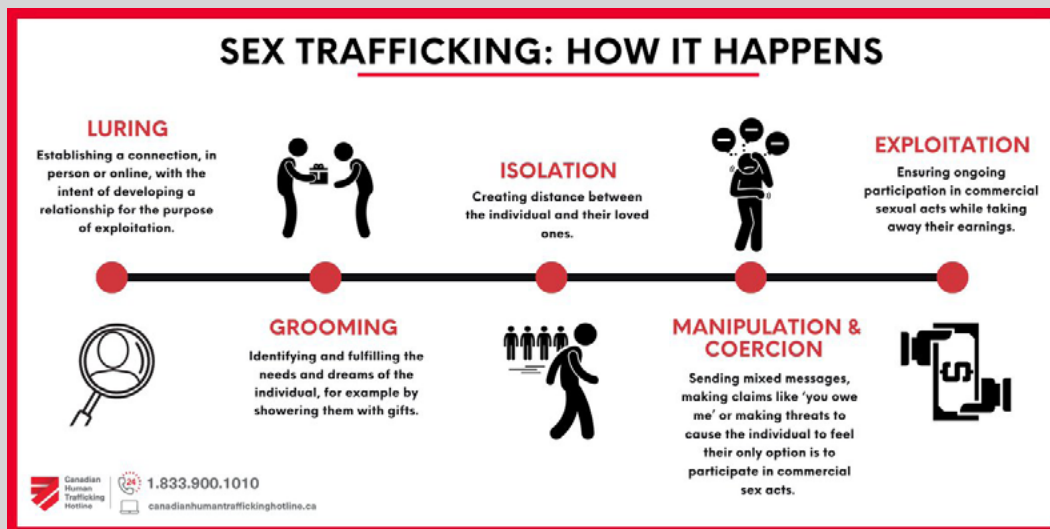 SEX TRAFFICKING: HOW IT HAPPENS
LURING
Establishing a connection, in
person or online, with the
intent of developing a
relationship for the purpose
of exploitation.
GROOMING
Identifying and fulfilling the
needs and dreams of the
individual, for example by
showering them with gifts.
ISOLATION
Creating distance between
the individual and their loved
ones.
MANIPULATION &
COERCION
Sending mixed messages,
making claims like ‘you owe
me’ or making threats to
cause the individual to feel
their only option is to
participate in commercial
sex acts.
EXPLOITATION
Ensuring ongoing
participation in commercial
sexual acts while taking
away their earnings.
$
Canadian
Human
Trafficking
Hotline
24
1.833.900.1010
canadianhumantraffickinghotline.ca